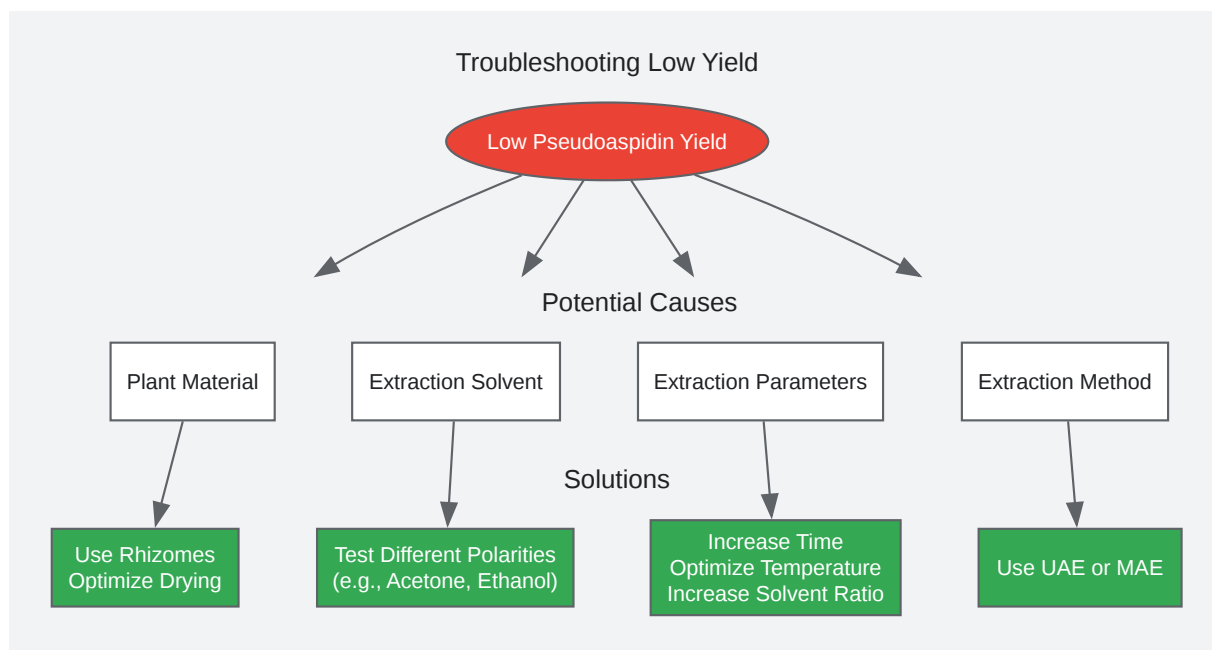 Troubleshooting Low Yield
Low Pseudoaspidin Yield
Potential Causes
Plant Material
Extraction Solvent
Extraction Parameters
Extraction Method
Solutions
Use Rhizomes
Optimize Drying
Test Different Polarities
(e.g., Acetone, Ethanol)
Increase Time
Optimize Temperature
Increase Solvent Ratio
Use UAE or MAE